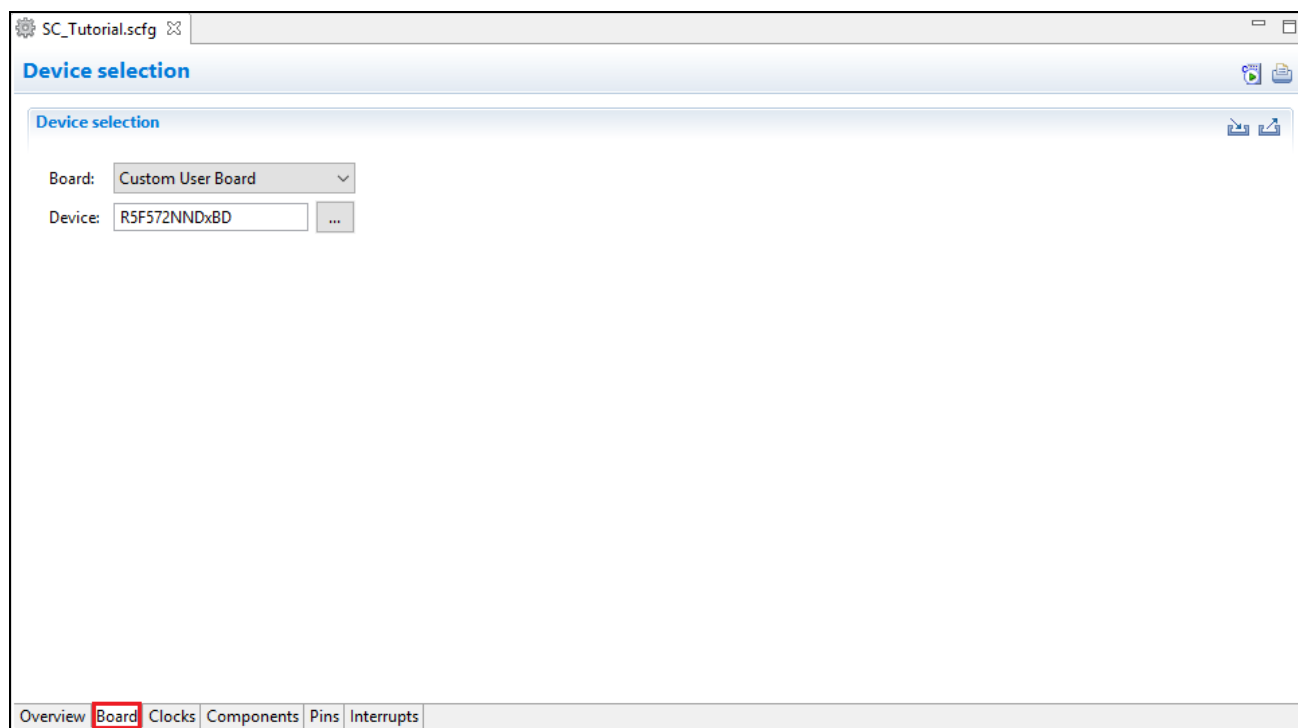 SC_Tutorial.scfg
Device selection
Device selection
Board: Custom User Board
Device: R5F572NNDxBD ...
Overview Board Clocks Components Pins Interrupts